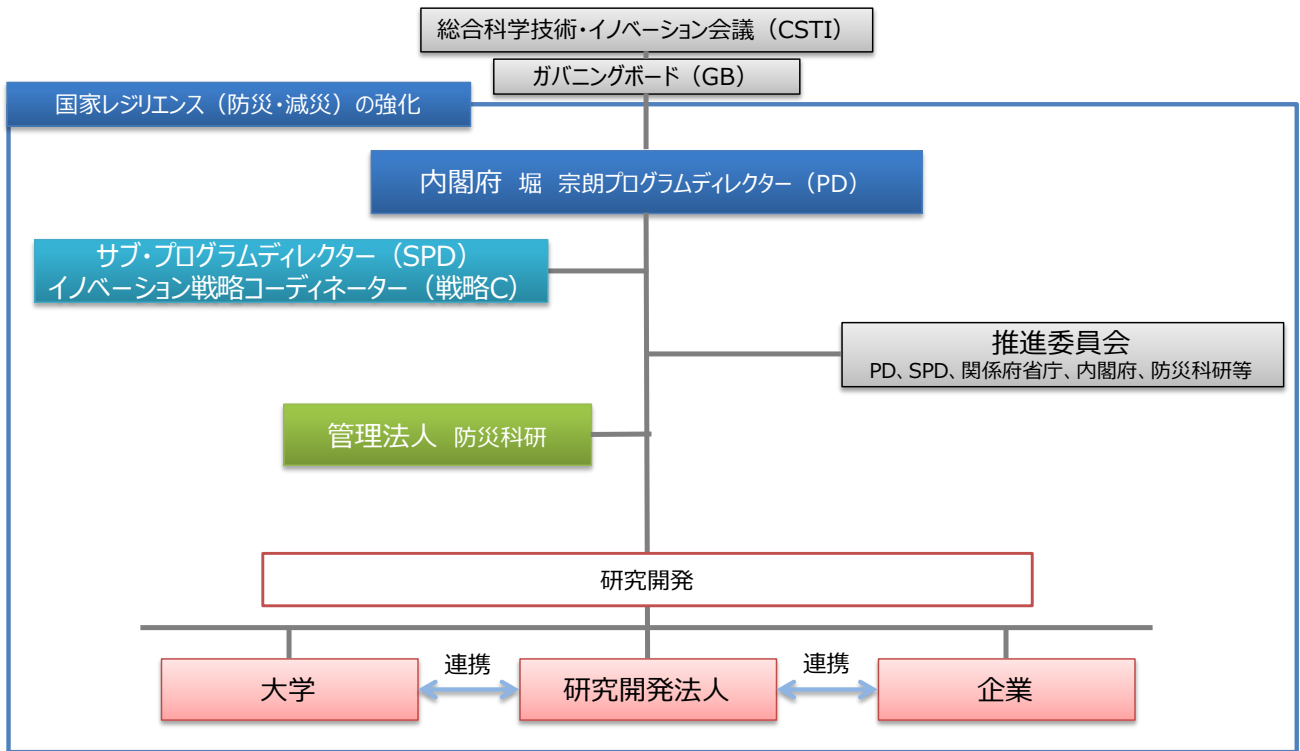 総合科学技術・イノベーション会議（CSTI）
ガバニングボード（GB）
国家レジリエンス（防災・減災）の強化
内閣府 堀 宗朗プログラムディレクター（PD）
サブ・プログラムディレクター（SPD）
イノベーション戦略コーディネーター（戦略C）
推進委員会
PD、SPD、関係府省庁、内閣府、防災科研等
管理法人 防災科研
研究開発
大学
連携
研究開発法人
連携
企業